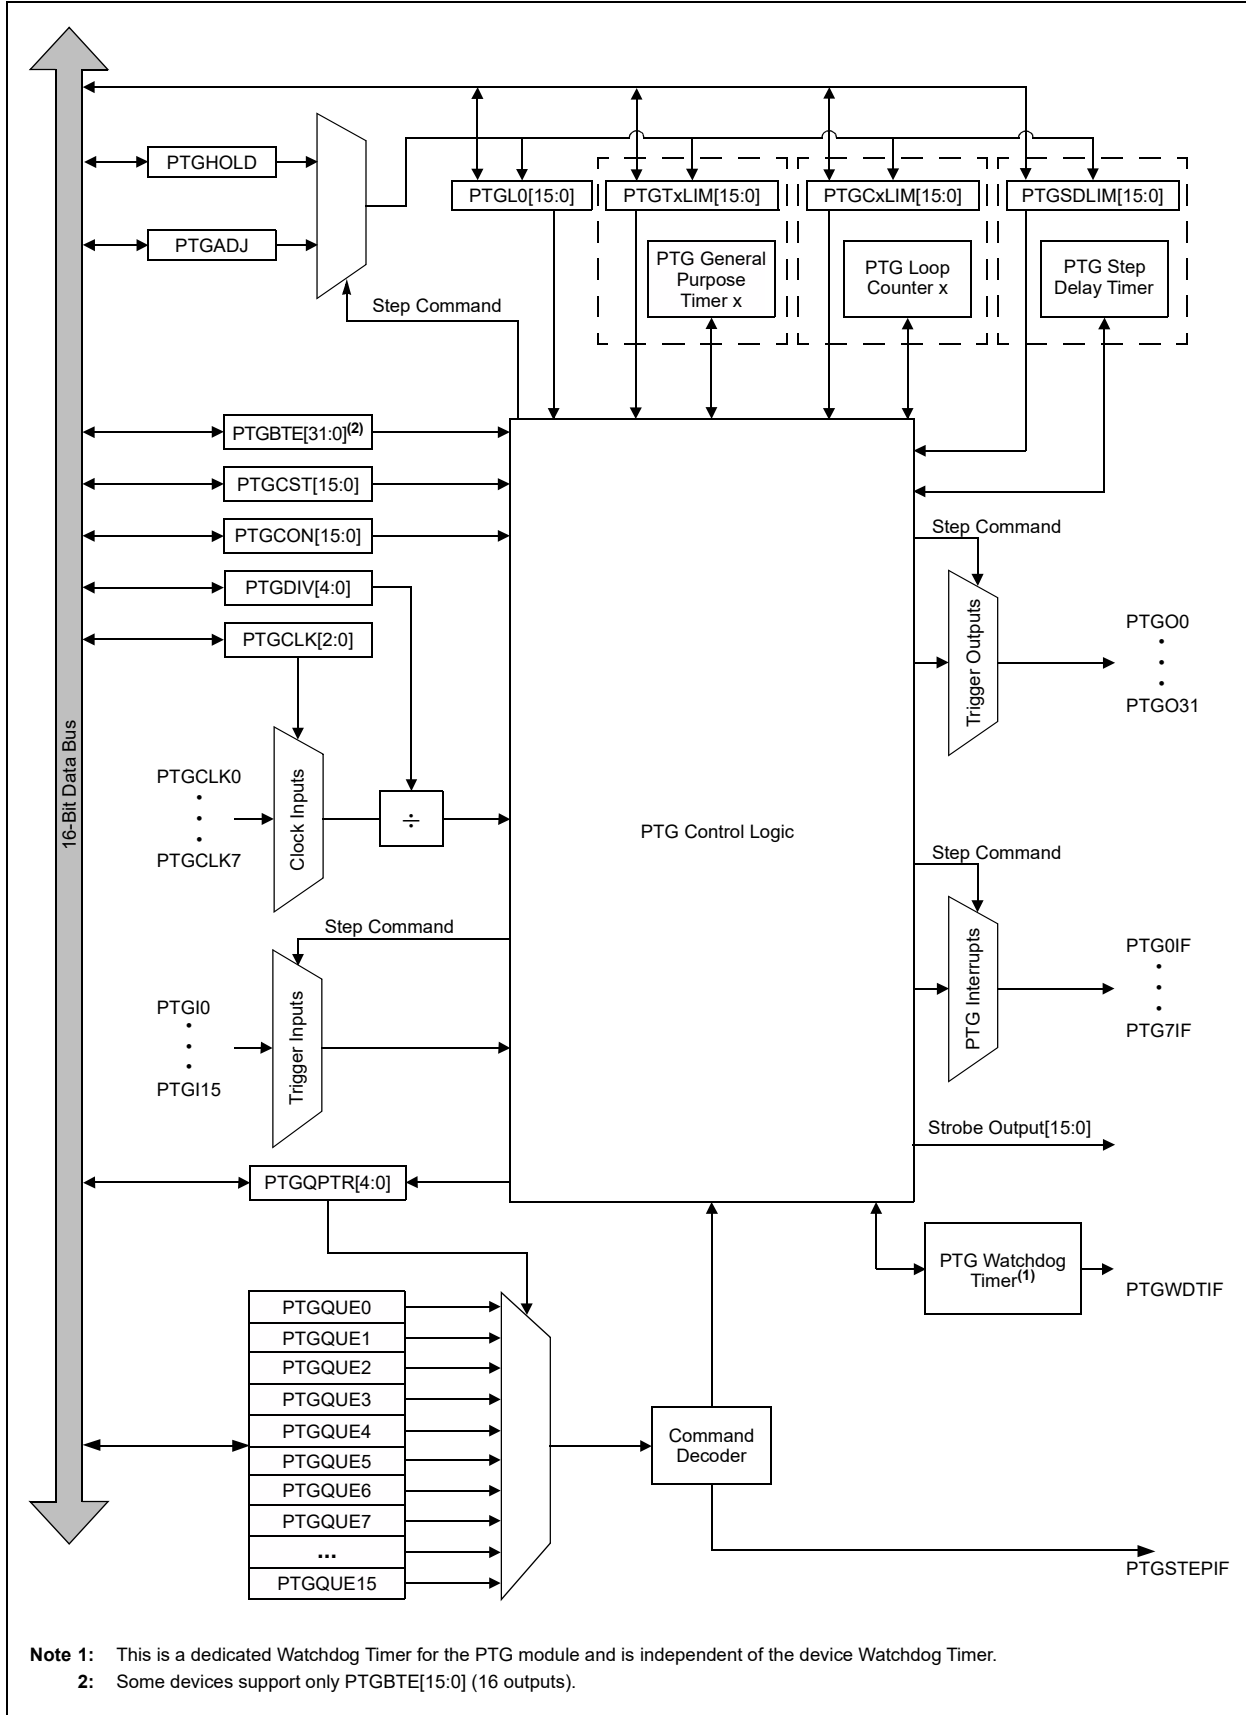 PTGHOLD
PTGADJ
PTGL0[15:0]
PTGTxLIM[15:0]
PTGCxLIM[15:0]
PTGSDLIM[15:0]
PTG General
Purpose
Timer x
PTG Loop
Counter x
PTG Step
Delay Timer
Step Command
PTGBTE[31:0](2)
PTGCST[15:0]
PTGCON[15:0]
PTGDIV[4:0]
PTGCLK[2:0]
16-Bit Data Bus
PTGCLK0
PTGCLK7
Clock Inputs
÷
PTG Control Logic
Step Command
Trigger Outputs
PTGO0
PTGO31
Step Command
PTG Interrupts
PTG0IF
PTG7IF
Step Command
PTGI0
PTGI15
Trigger Inputs
Strobe Output[15:0]
PTGQPTR[4:0]
PTG Watchdog
Timer(1)
PTGWDTIF
PTGQUE0
PTGQUE1
PTGQUE2
PTGQUE3
PTGQUE4
PTGQUE5
PTGQUE6
PTGQUE7
...
PTGQUE15
Command
Decoder
PTGSTEPIF
Note 1: This is a dedicated Watchdog Timer for the PTG module and is independent of the device Watchdog Timer.
2: Some devices support only PTGBTE[15:0] (16 outputs).